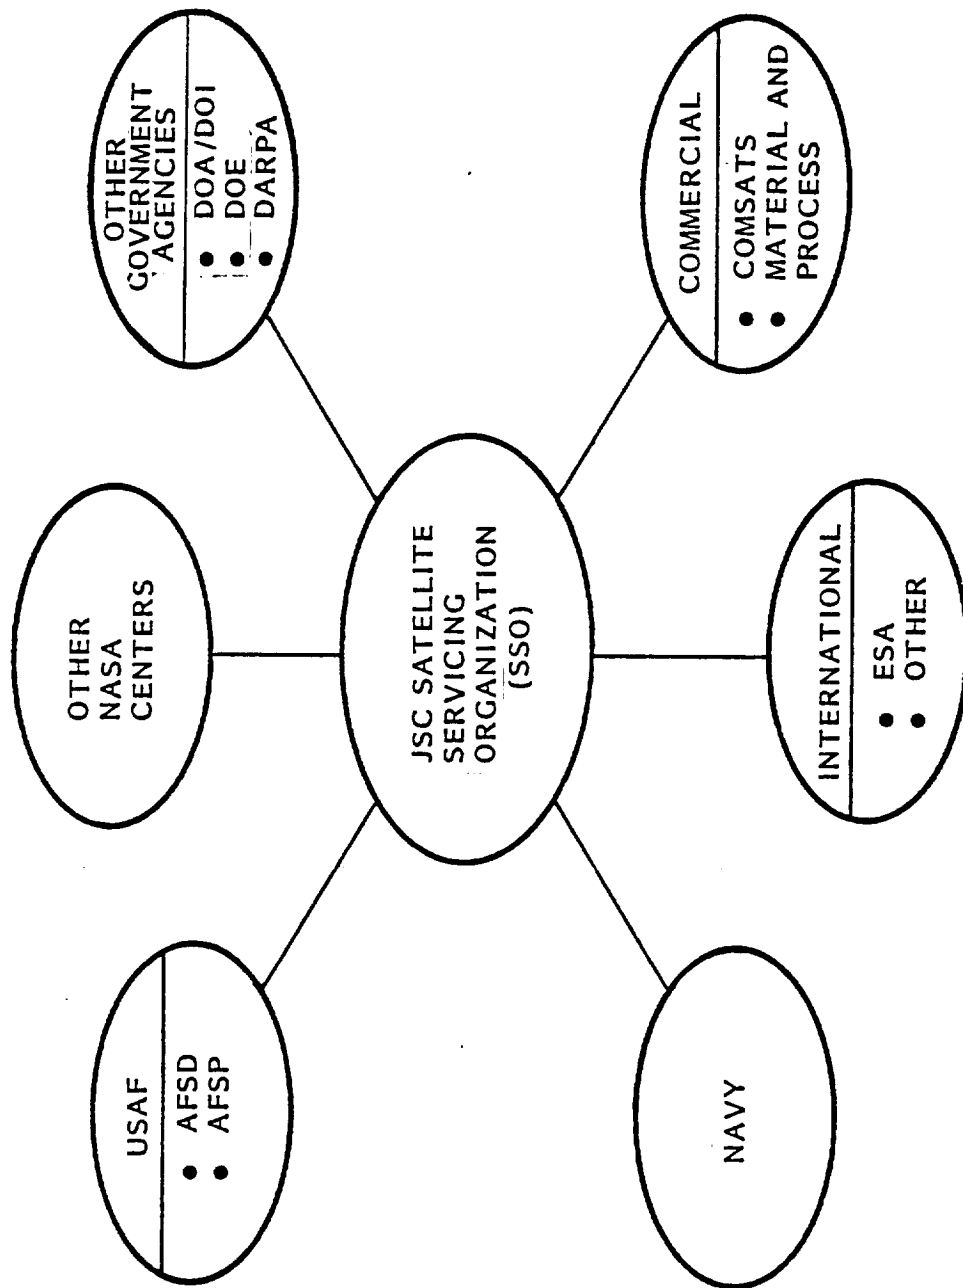 USAF
• AFSD
• AFSP
OTHER
NASA
CENTERS
OTHER
GOVERNMENT
AGENCIES
• DOA/DOI
• DOE
• DARPA
JSC SATELLITE
SERVICING
ORGANIZATION
(SSO)
NAVY
INTERNATIONAL
• ESA
• OTHER
COMMERCIAL
• COMSATS
• MATERIAL AND
PROCESS